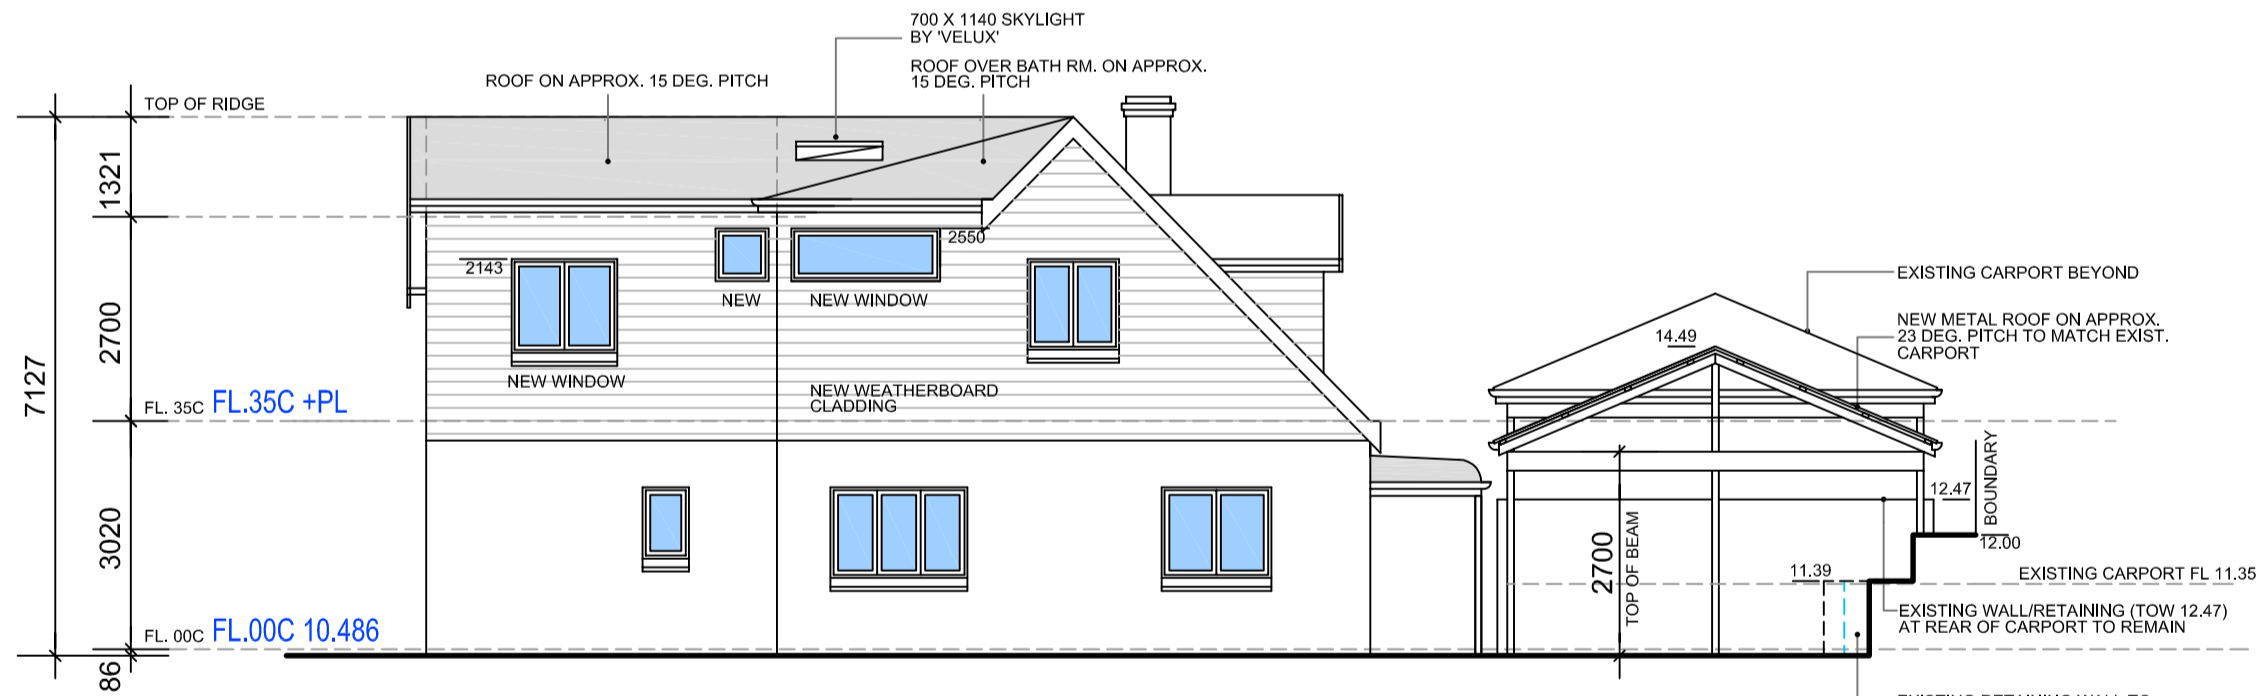 700 X 1140 SKYLIGHT
BY 'VELUX'
ROOF OVER BATH RM. ON APPROX.
15 DEG. PITCH
ROOF ON APPROX. 15 DEG. PITCH
TOP OF RIDGE
1321
2700
7127
3020
86
2143
2550
NEW
NEW WINDOW
NEW WINDOW
NEW WEATHERBOARD
CLADDING
FL. 35C FL.35C +PL
FL. 00C FL.00C 10.486
EXISTING CARPORT BEYOND
NEW METAL ROOF ON APPROX.
23 DEG. PITCH TO MATCH EXIST.
CARPORT
14.49
12.47
BOUNDARY
12.00
2700
TOP OF BEAM
11.39
EXISTING CARPORT FL 11.35
EXISTING WALL/RETAINING (TOW 12.47)
AT REAR OF CARPORT TO REMAIN